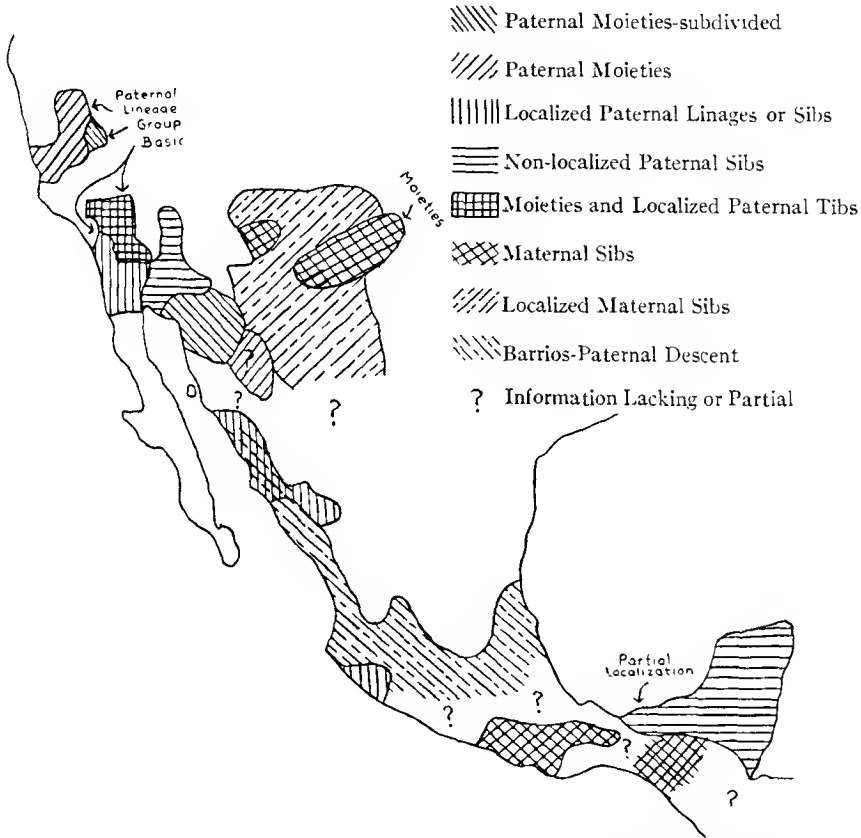 Paternal Moieties-subdivided
Paternal Moieties
Localized Paternal Linages or Sibs
Non-localized Paternal Sibs
Moieties and Localized Paternal Tibs
Maternal Sibs
Localized Maternal Sibs
Barrios-Paternal Descent
? Information Lacking or Partial
Paternal
Lineage
Group
Basic
Moieties
?
?
?
Partial
Localization
?
?
?
?